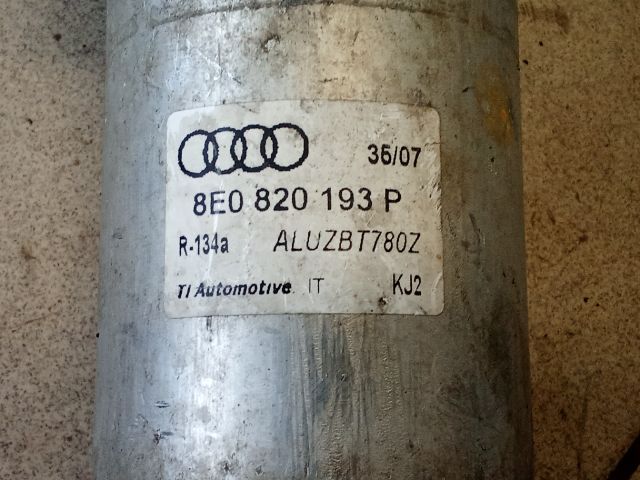 35/07
8E0 820 193 P
R-134a ALUZBT780Z
TI Automotive IT KJ2